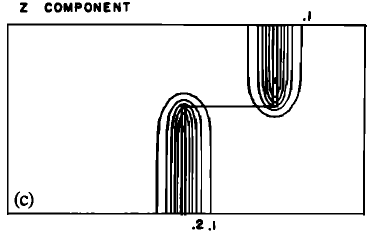 Z COMPONENT
.1
(c)
.2 .1